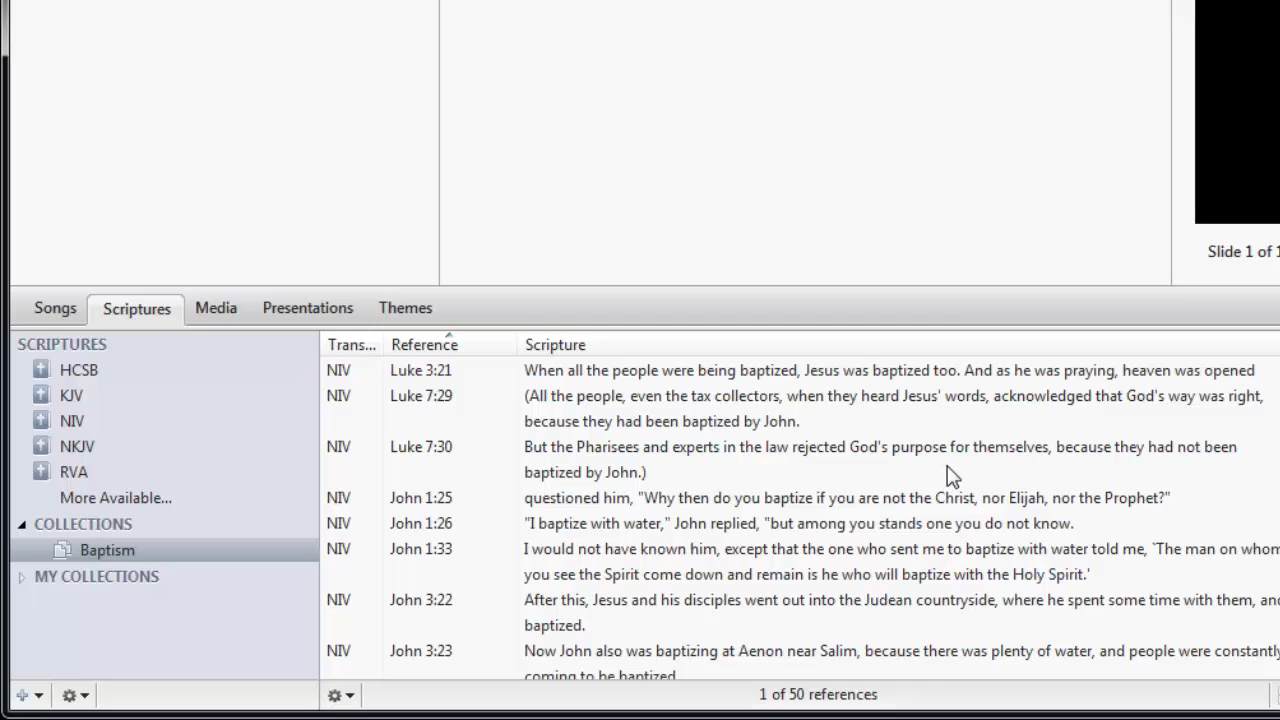 Slide 1 of 1
Songs Scriptures Media Presentations Themes
SCRIPTURES
HCSB
KJV
NIV
NKJV
RVA
More Available...
COLLECTIONS
Baptism
MY COLLECTIONS
Trans... Reference Scripture
NIV Luke 3:21 When all the people were being baptized, Jesus was baptized too. And as he was praying, heaven was opened
NIV Luke 7:29 (All the people, even the tax collectors, when they heard Jesus' words, acknowledged that God's way was right,
because they had been baptized by John.
NIV Luke 7:30 But the Pharisees and experts in the law rejected God's purpose for themselves, because they had not been
baptized by John.)
NIV John 1:25 questioned him, "Why then do you baptize if you are not the Christ, nor Elijah, nor the Prophet?"
NIV John 1:26 "I baptize with water," John replied, "but among you stands one you do not know.
NIV John 1:33 I would not have known him, except that the one who sent me to baptize with water told me, `The man on whom
you see the Spirit come down and remain is he who will baptize with the Holy Spirit.'
NIV John 3:22 After this, Jesus and his disciples went out into the Judean countryside, where he spent some time with them, and
baptized.
NIV John 3:23 Now John also was baptizing at Aenon near Salim, because there was plenty of water, and people were constantly
coming to be baptized
1 of 50 references